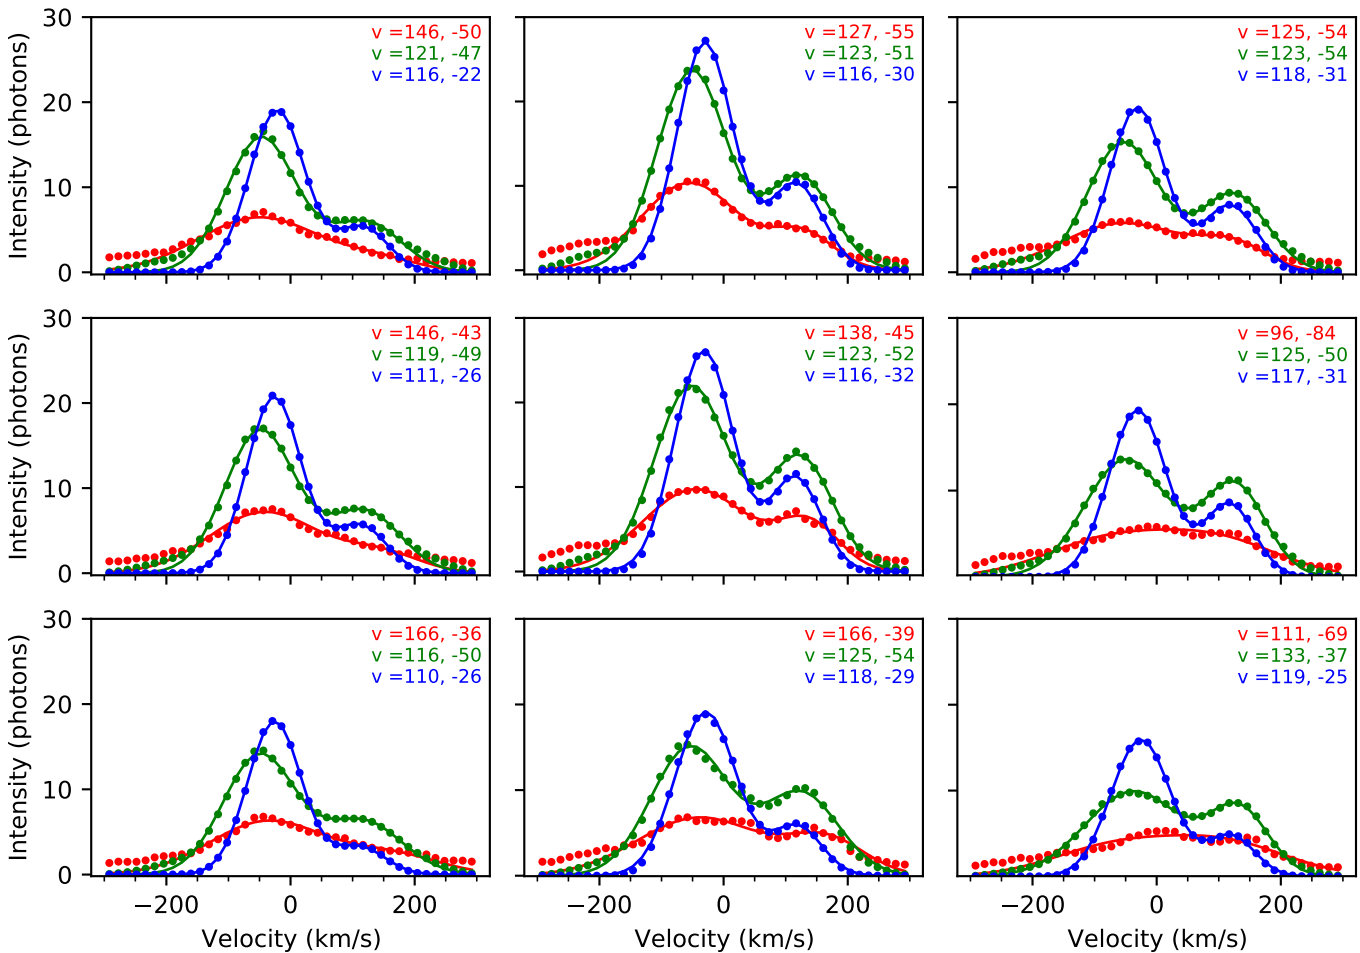 30
20
10
0
Intensity (photons)
v =146, -50
v =121, -47
v =116, -22
v =127, -55
v =123, -51
v =116, -30
v =125, -54
v =123, -54
v =118, -31
30
20
10
0
Intensity (photons)
v =146, -43
v =119, -49
v =111, -26
v =138, -45
v =123, -52
v =116, -32
v =96, -84
v =125, -50
v =117, -31
30
20
10
0
Intensity (photons)
v =166, -36
v =116, -50
v =110, -26
v =166, -39
v =125, -54
v =118, -29
v =111, -69
v =133, -37
v =119, -25
−200 0 200
−200 0 200
−200 0 200
Velocity (km/s)
Velocity (km/s)
Velocity (km/s)